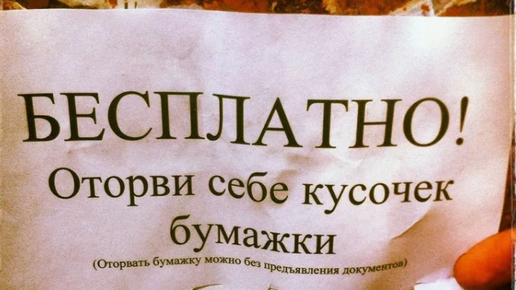 БЕСПЛАТНО!
Оторви себе кусочек
бумажки
(Оторвать бумажку можно без предъявления документов)